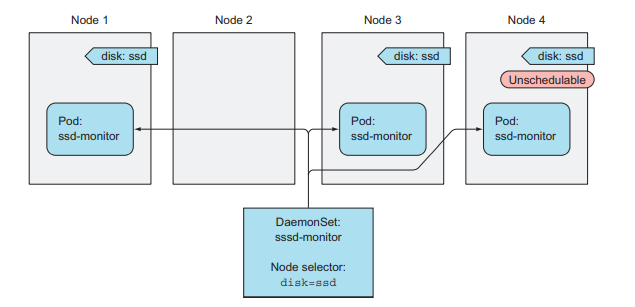 Node 1
Node 2
Node 3
Node 4
disk: ssd
disk: ssd
disk: ssd
Unschedulable
Pod:
ssd-monitor
Pod:
ssd-monitor
Pod:
ssd-monitor
DaemonSet:
sssd-monitor
Node selector:
disk=ssd